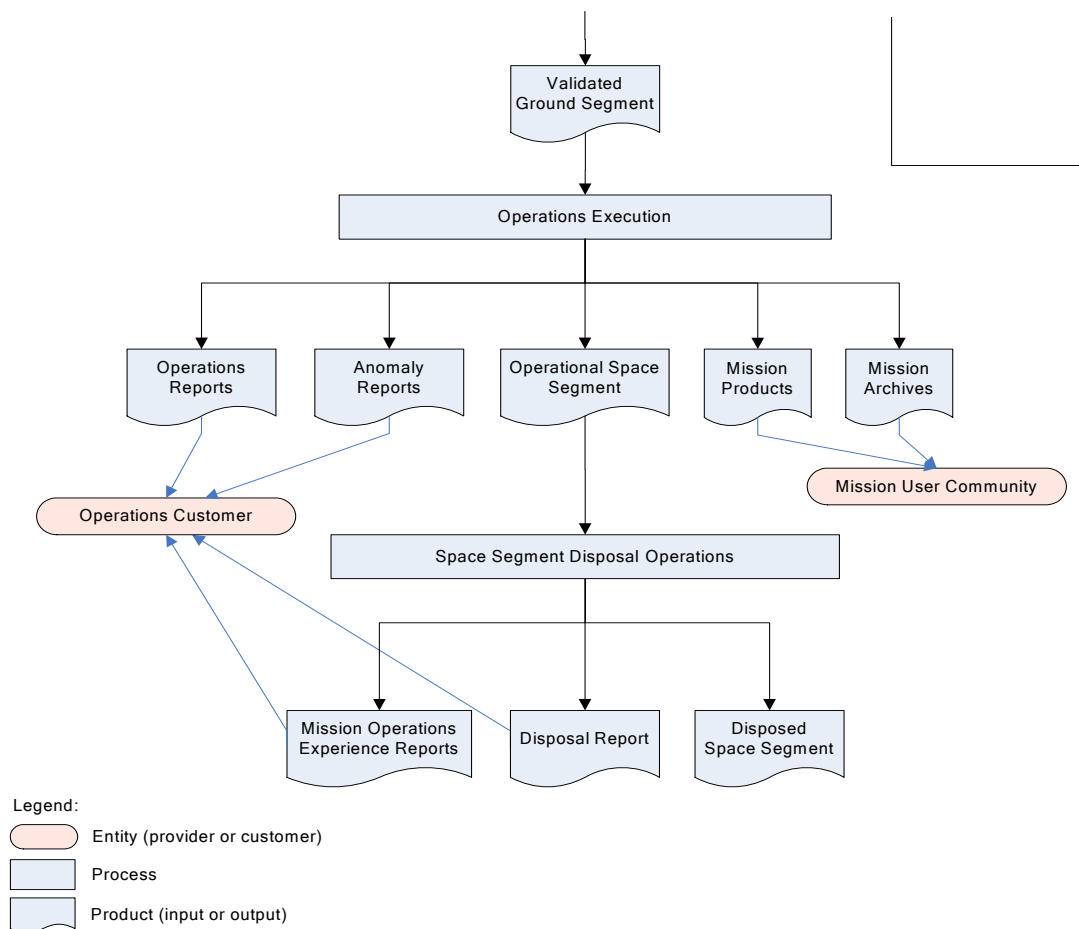 Validated
Ground Segment
Operations Execution
Operations
Reports
Anomaly
Reports
Operational Space
Segment
Mission
Products
Mission
Archives
Mission User Community
Operations Customer
Space Segment Disposal Operations
Mission Operations
Experience Reports
Disposal Report
Disposed
Space Segment
Legend:
Entity (provider or customer)
Process
Product (input or output)